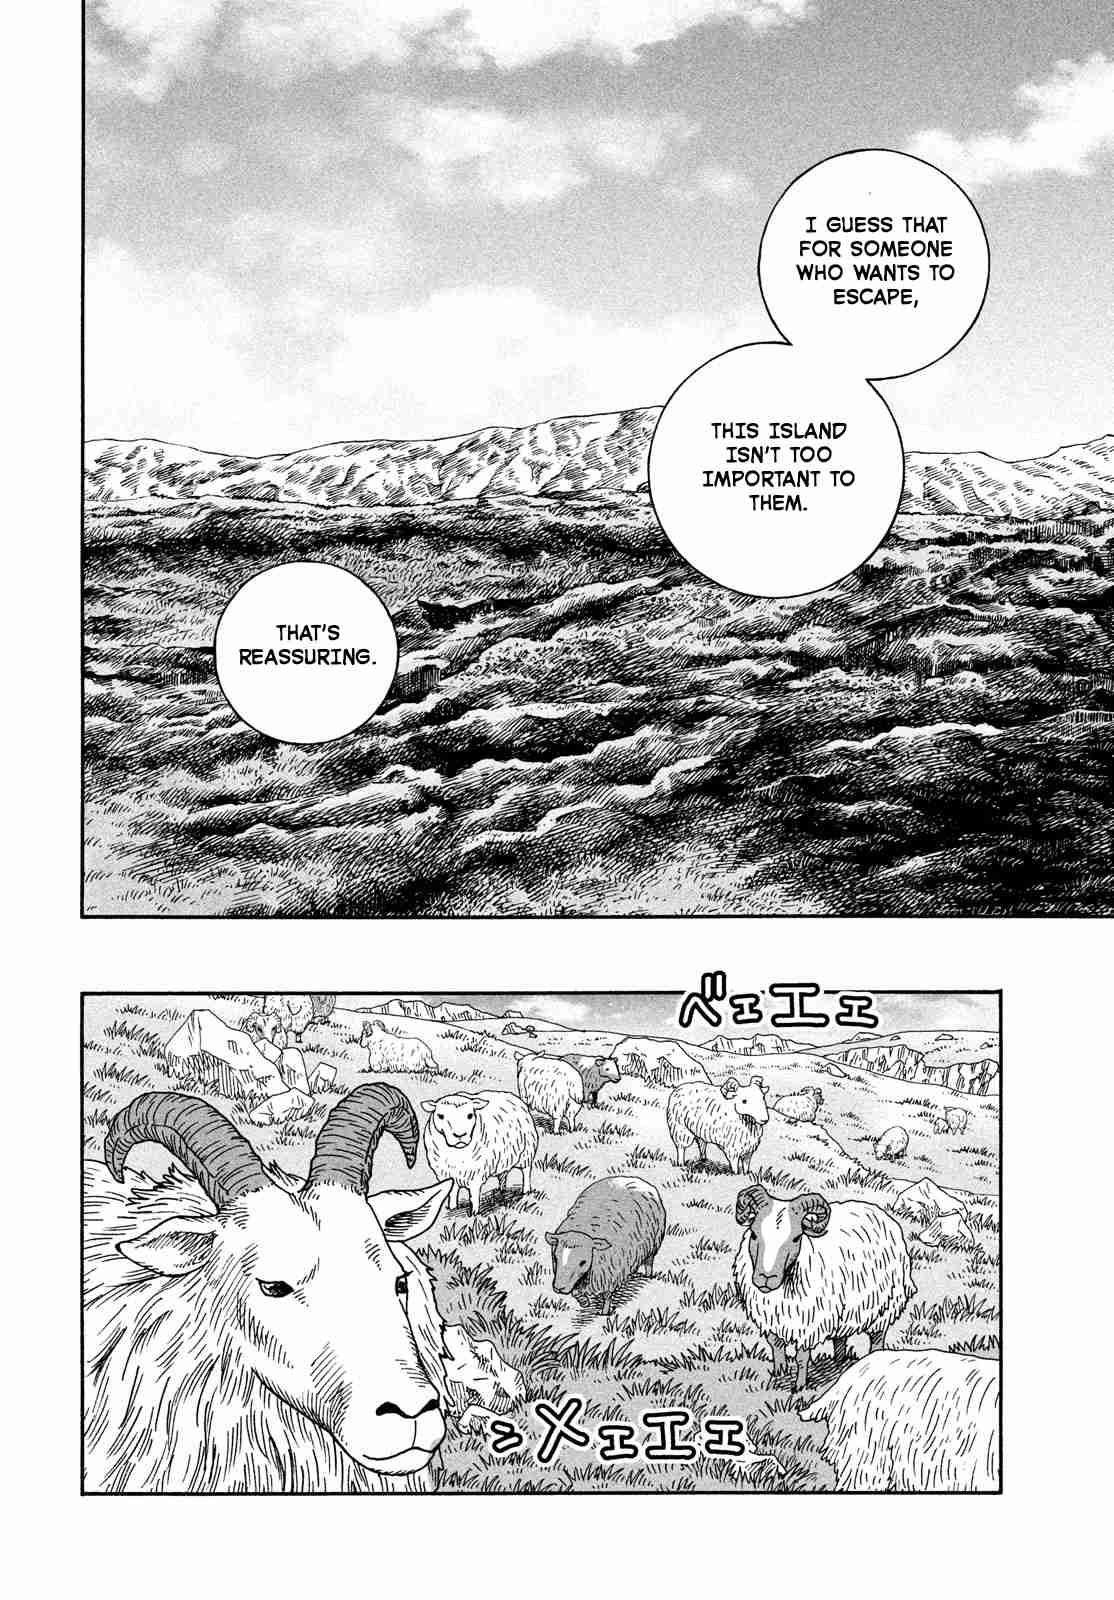 I GUESS THAT
FOR SOMEONE
WHO WANTS TO
ESCAPE,
THIS ISLAND
ISN'T TOO
IMPORTANT TO
THEM.
THAT'S
REASSURING.
ベェエェ
ンメェエェ